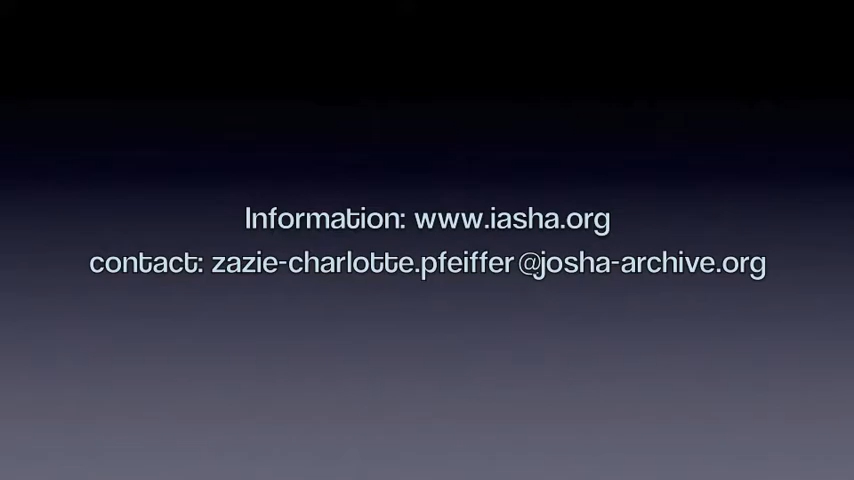 Information: www.iasha.org
contact: zazie-charlotte.pfeiffer@josha-archive.org